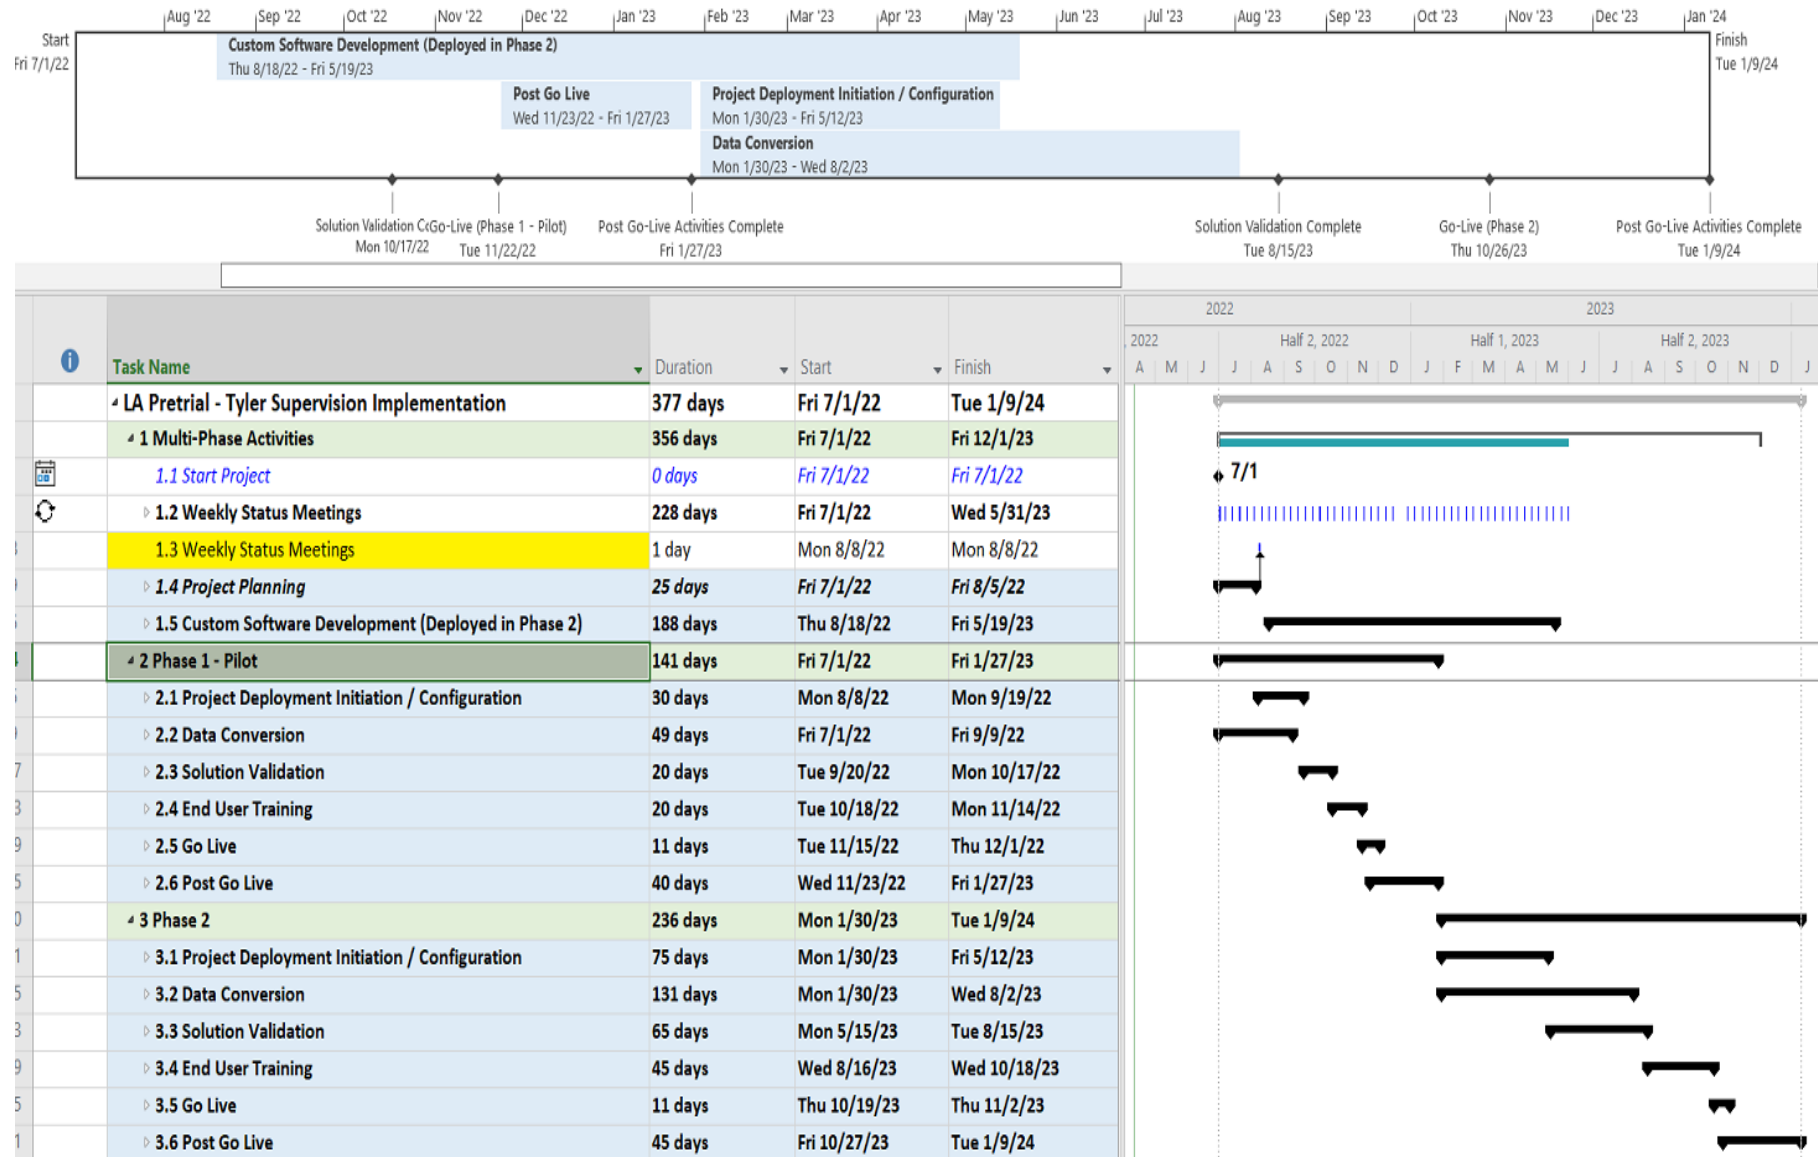 Aug '22 Sep '22 Oct '22 Nov '22 Dec '22 Jan '23 Feb '23 Mar '23 Apr '23 May '23 Jun '23 Jul '23 Aug '23 Sep '23 Oct '23 Nov '23 Dec '23 Jan '24
Start
Fri 7/1/22
Custom Software Development (Deployed in Phase 2)
Thu 8/18/22 - Fri 5/19/23
Finish
Tue 1/9/24
Post Go Live
Wed 11/23/22 - Fri 1/27/23
Project Deployment Initiation / Configuration
Mon 1/30/23 - Fri 5/12/23
Data Conversion
Mon 1/30/23 - Wed 8/2/23
Solution Validation Cc
Mon 10/17/22
Go-Live (Phase 1 - Pilot)
Tue 11/22/22
Post Go-Live Activities Complete
Fri 1/27/23
Solution Validation Complete
Tue 8/15/23
Go-Live (Phase 2)
Thu 10/26/23
Post Go-Live Activities Complete
Tue 1/9/24
2022 2023
, 2022 Half 2, 2022 Half 1, 2023 Half 2, 2023
Task Name Duration Start Finish A M J J A S O N D J F M A M J J A S O N D J
LA Pretrial - Tyler Supervision Implementation 377 days Fri 7/1/22 Tue 1/9/24
1 Multi-Phase Activities 356 days Fri 7/1/22 Fri 12/1/23
1.1 Start Project 0 days Fri 7/1/22 Fri 7/1/22 7/1
1.2 Weekly Status Meetings 228 days Fri 7/1/22 Wed 5/31/23
1.3 Weekly Status Meetings 1 day Mon 8/8/22 Mon 8/8/22
1.4 Project Planning 25 days Fri 7/1/22 Fri 8/5/22
1.5 Custom Software Development (Deployed in Phase 2) 188 days Thu 8/18/22 Fri 5/19/23
2 Phase 1 - Pilot 141 days Fri 7/1/22 Fri 1/27/23
2.1 Project Deployment Initiation / Configuration 30 days Mon 8/8/22 Mon 9/19/22
2.2 Data Conversion 49 days Fri 7/1/22 Fri 9/9/22
2.3 Solution Validation 20 days Tue 9/20/22 Mon 10/17/22
2.4 End User Training 20 days Tue 10/18/22 Mon 11/14/22
2.5 Go Live 11 days Tue 11/15/22 Thu 12/1/22
2.6 Post Go Live 40 days Wed 11/23/22 Fri 1/27/23
3 Phase 2 236 days Mon 1/30/23 Tue 1/9/24
3.1 Project Deployment Initiation / Configuration 75 days Mon 1/30/23 Fri 5/12/23
3.2 Data Conversion 131 days Mon 1/30/23 Wed 8/2/23
3.3 Solution Validation 65 days Mon 5/15/23 Tue 8/15/23
3.4 End User Training 45 days Wed 8/16/23 Wed 10/18/23
3.5 Go Live 11 days Thu 10/19/23 Thu 11/2/23
3.6 Post Go Live 45 days Fri 10/27/23 Tue 1/9/24